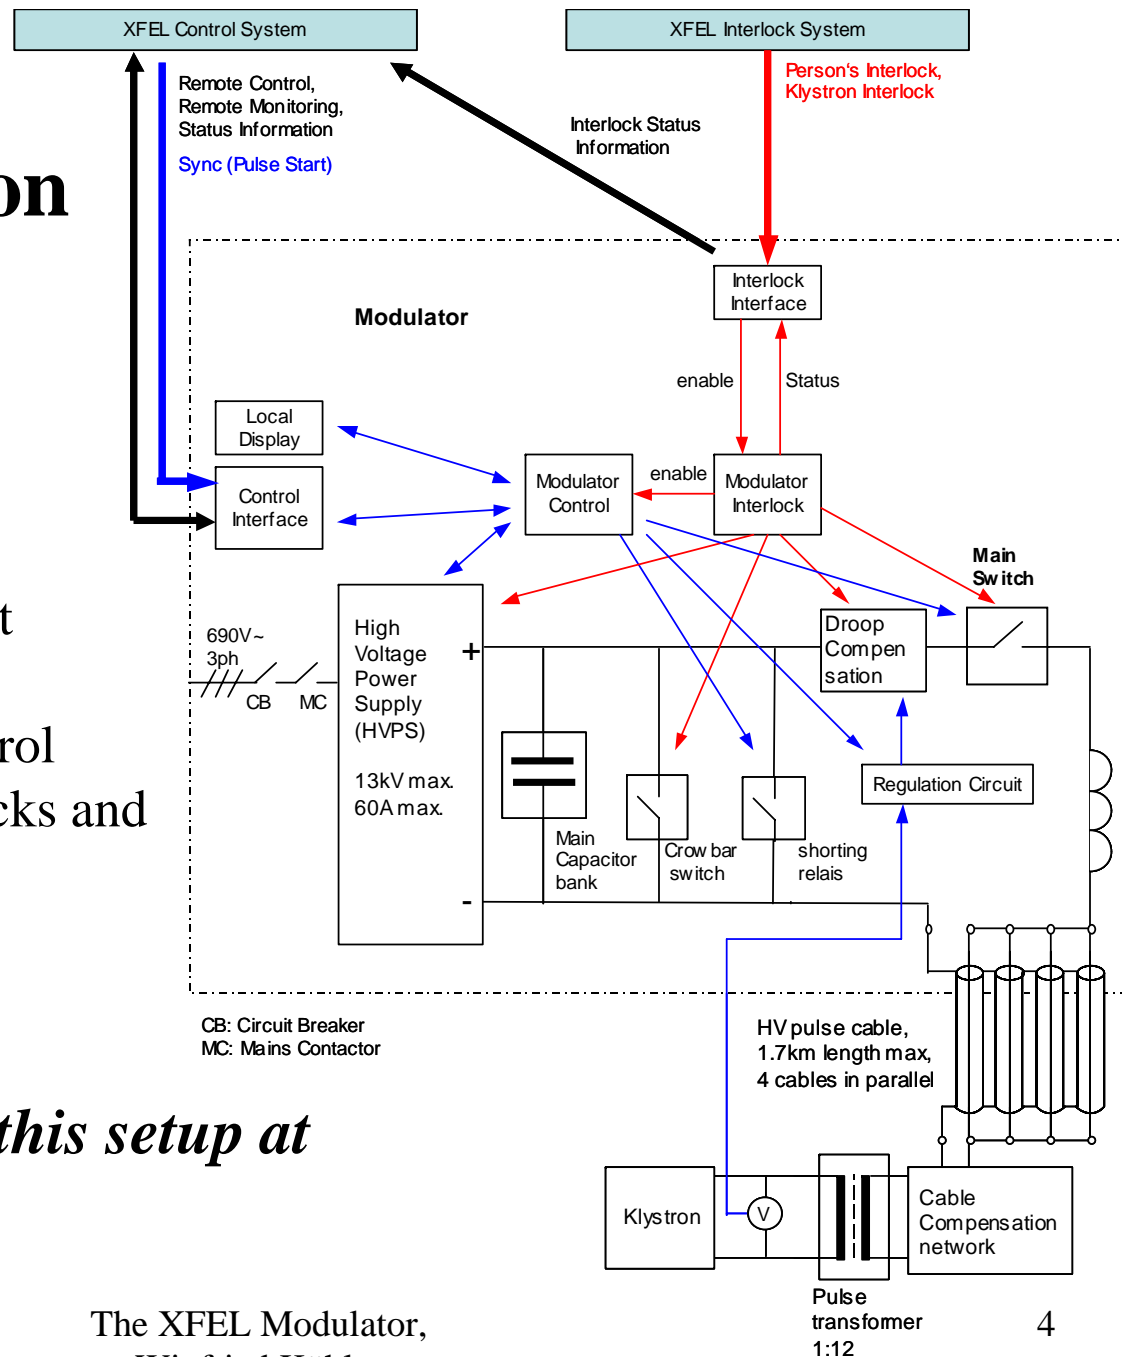 XFEL Control System
XFEL Interlock System
Remote Control,
Remote Monitoring,
Status Information
Sync (Pulse Start)
Interlock Status
Information
Person's Interlock,
Klystron Interlock
on
Modulator
Interlock
Interface
enable
Status
Local
Display
Control
Interface
Modulator
Control
enable
Modulator
Interlock
Main
Switch
t
rol
cks and
690V~
3ph
CB
MC
High
Voltage
Power
Supply
(HVPS)
13kV max.
60A max.
+
-
Droop
Compen
sation
Regulation Circuit
Main
Capacitor
bank
Crowbar
switch
shorting
relais
CB: Circuit Breaker
MC: Mains Contactor
HV pulse cable,
1.7km length max,
4 cables in parallel
this setup at
Klystron
V
Cable
Compensation
network
Pulse
transformer
1:12
The XFEL Modulator,
4